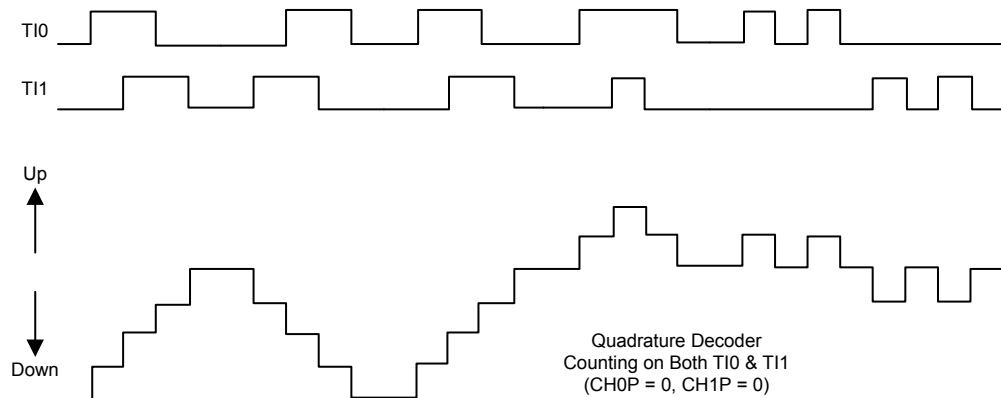 TI0
TI1
Up
Down
Quadrature Decoder
Counting on Both TI0 & TI1
(CH0P = 0, CH1P = 0)